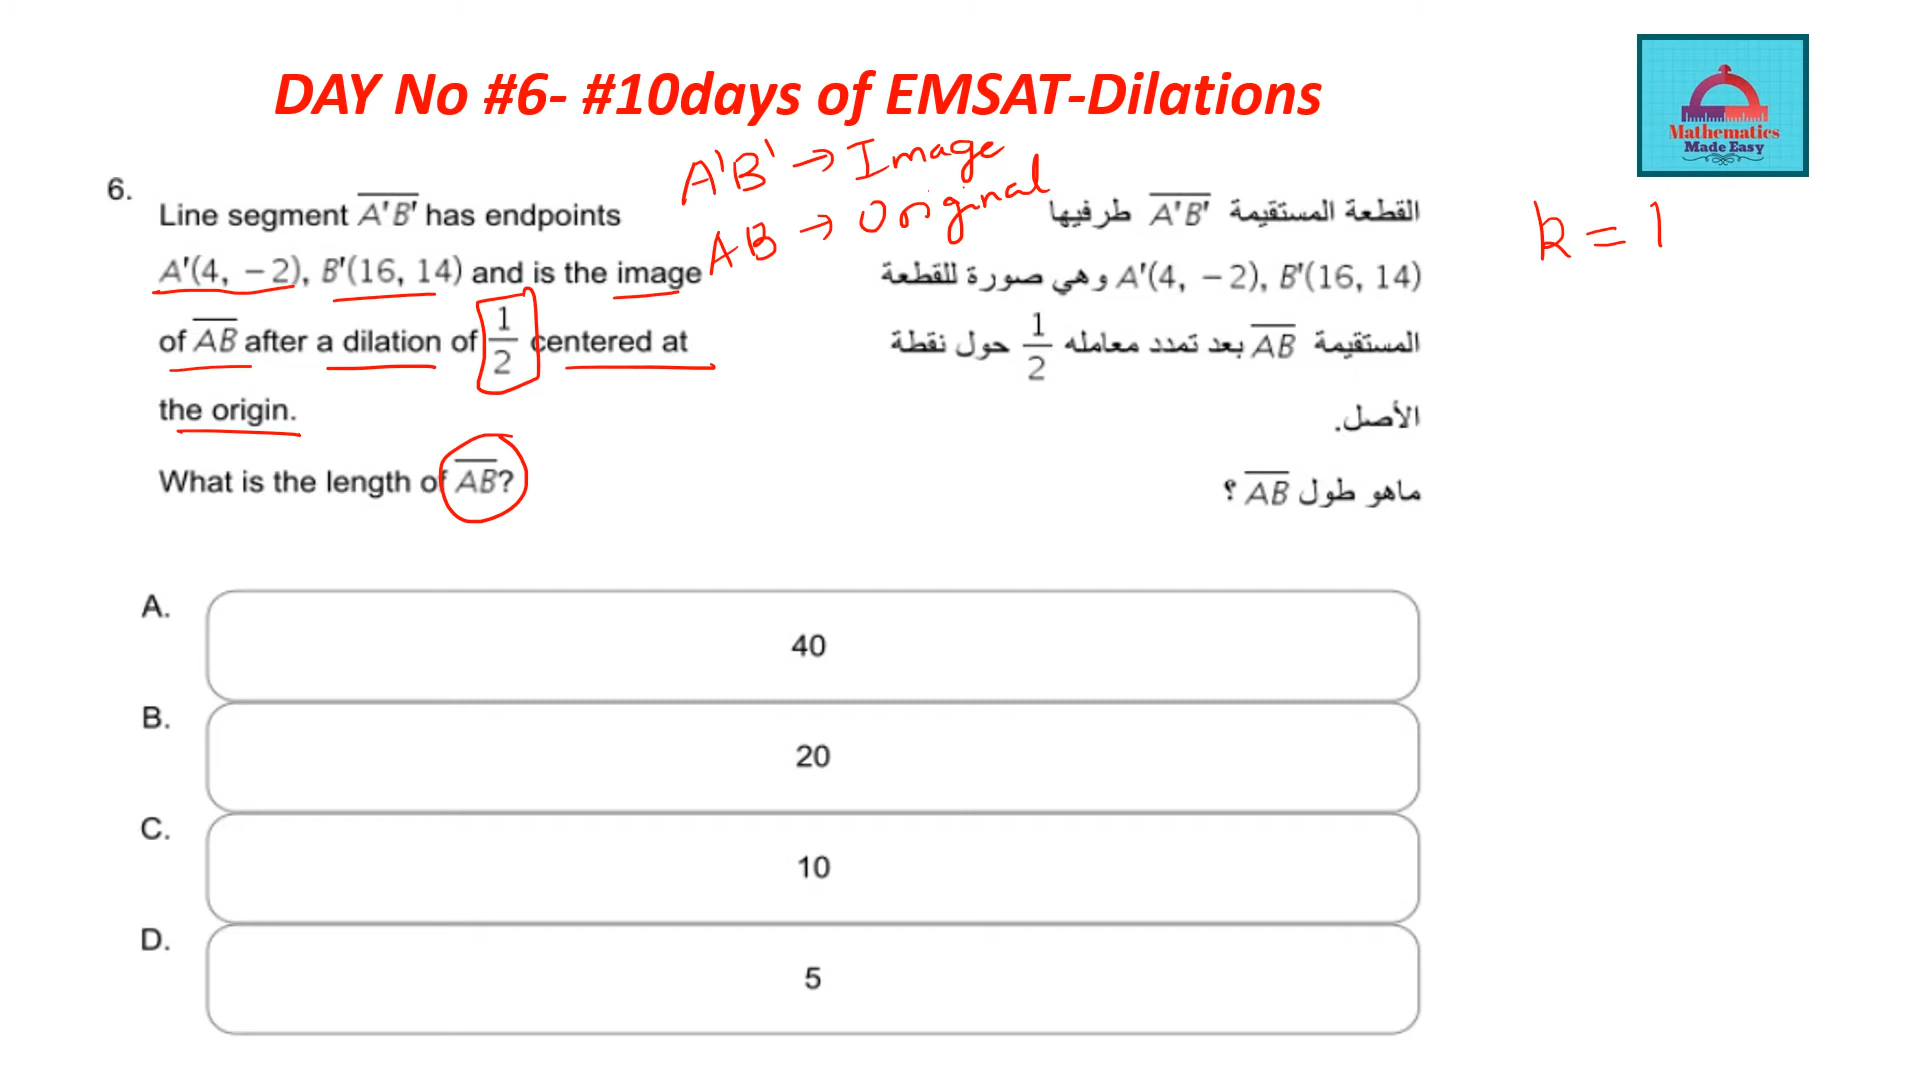 DAY No #6- #10days of EMSAT-Dilations
Mathematics
Made Easy
A'B' → Image
AB → Original
k = 1
6.
Line segment A'B' has endpoints
A'(4, −2), B'(16, 14) and is the image
of AB after a dilation of 1/2 centered at
the origin.
What is the length of AB?
القطعة المستقيمة A'B' طرفيها
A'(4, −2), B'(16, 14) وهي صورة للقطعة
المستقيمة AB بعد تمدد معامله 1/2 حول نقطة
الأصل.
ماهو طول AB ؟
A.
40
B.
20
C.
10
D.
5